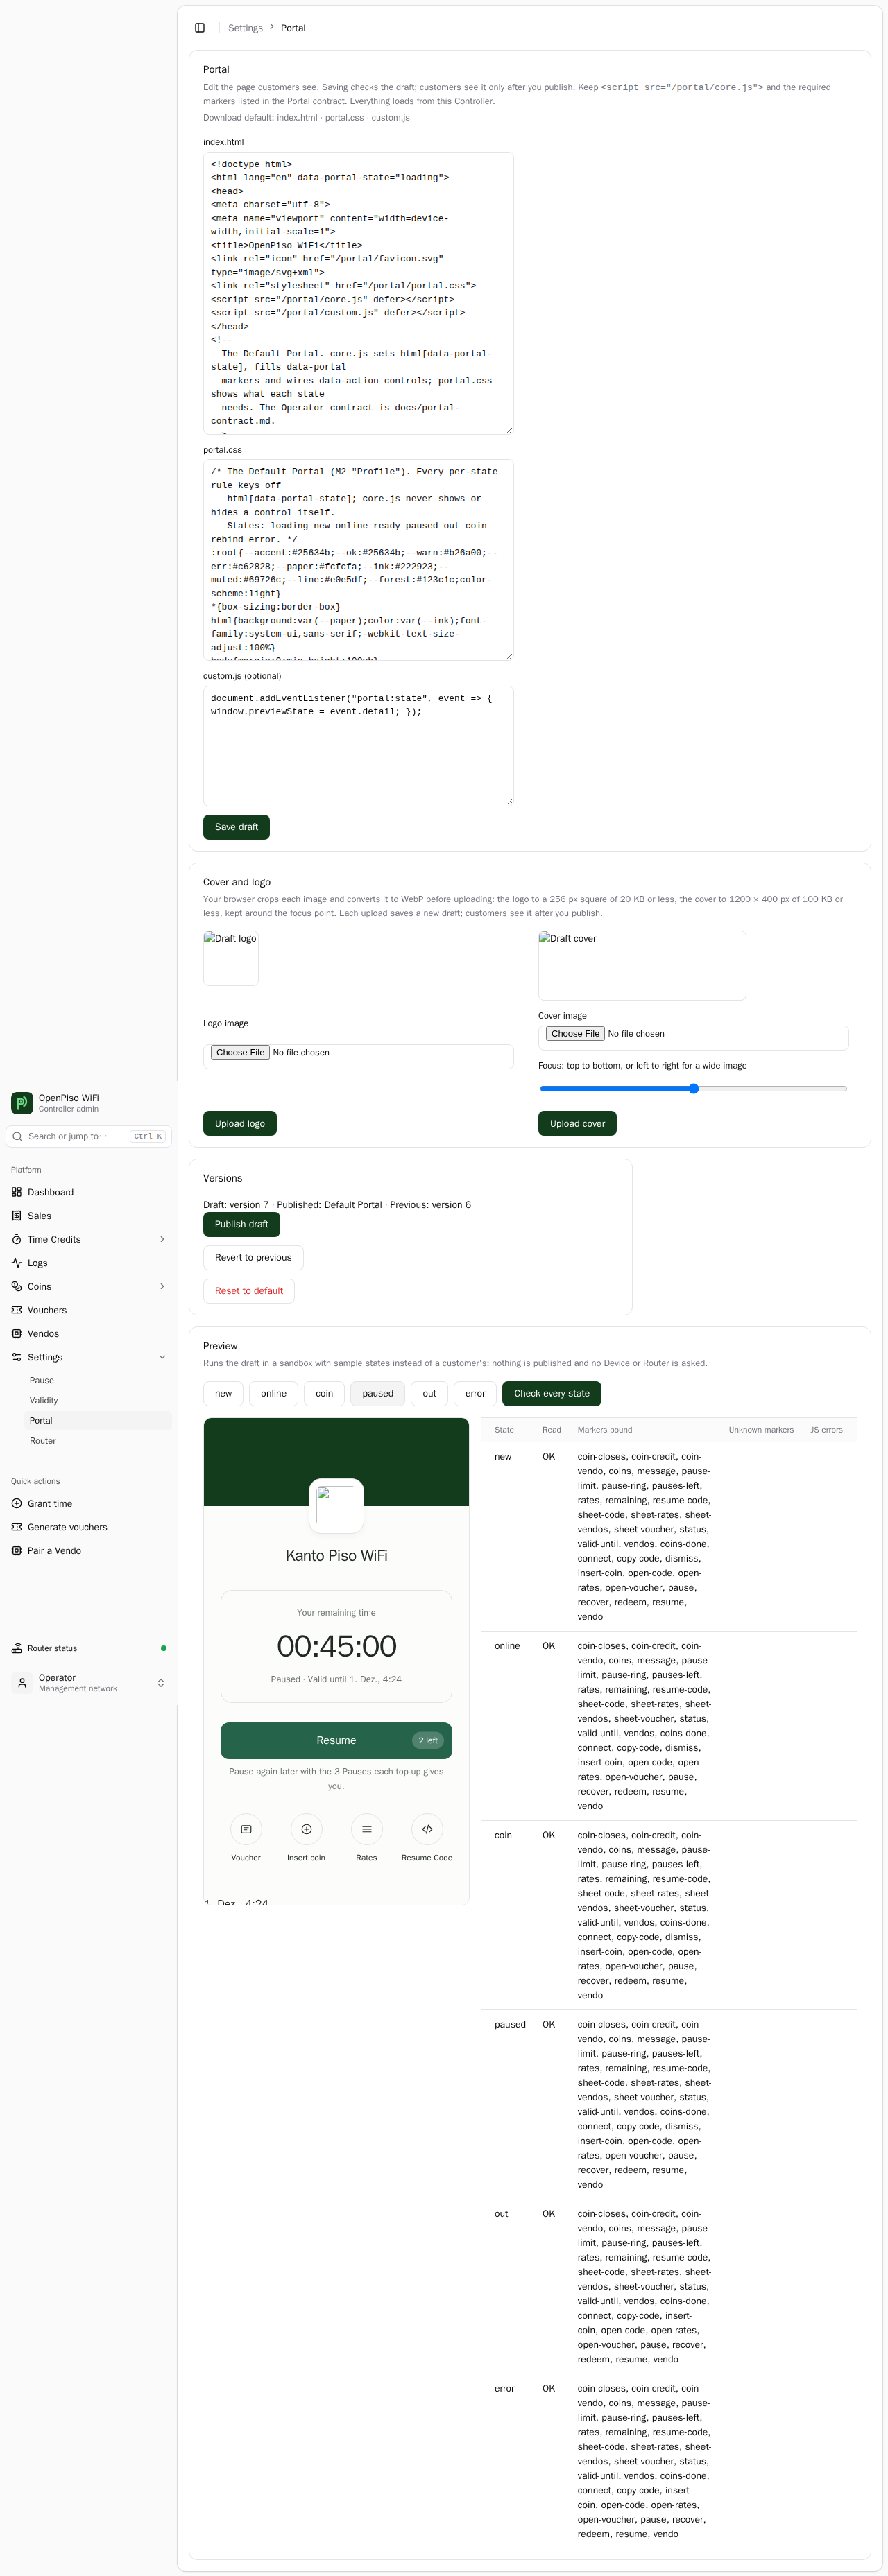 Settings > Portal
Portal
Edit the page customers see. Saving checks the draft; customers see it only after you publish. Keep <script src="/portal/core.js"> and the required
markers listed in the Portal contract. Everything loads from this Controller.
Download default: index.html · portal.css · custom.js
index.html
<!doctype html>
<html lang="en" data-portal-state="loading">
<head>
<meta charset="utf-8">
<meta name="viewport" content="width=device-
width,initial-scale=1">
<title>OpenPiso WiFi</title>
<link rel="icon" href="/portal/favicon.svg"
type="image/svg+xml">
<link rel="stylesheet" href="/portal/portal.css">
<script src="/portal/core.js" defer></script>
<script src="/portal/custom.js" defer></script>
</head>
<!--
The Default Portal. core.js sets html[data-portal-
state], fills data-portal
markers and wires data-action controls; portal.css
shows what each state
needs. The Operator contract is docs/portal-
contract.md.
portal.css
/* The Default Portal (M2 "Profile"). Every per-state
rule keys off
html[data-portal-state]; core.js never shows or
hides a control itself.
States: loading new online ready paused out coin
rebind error. */
:root{--accent:#25634b;--ok:#25634b;--warn:#b26a00;--
err:#c62828;--paper:#fcfcfa;--ink:#222923;--
muted:#69726c;--line:#e0e5df;--forest:#123c1c;color-
scheme:light}
*{box-sizing:border-box}
html{background:var(--paper);color:var(--ink);font-
family:system-ui,sans-serif;-webkit-text-size-
adjust:100%}
body{margin:0;min-height:100vh}
custom.js (optional)
document.addEventListener("portal:state", event => {
window.previewState = event.detail; });
Save draft
Cover and logo
Your browser crops each image and converts it to WebP before uploading: the logo to a 256 px square of 20 KB or less, the cover to 1200 × 400 px of 100 KB or
less, kept around the focus point. Each upload saves a new draft; customers see it after you publish.
Draft logo
Draft cover
Logo image
Choose File No file chosen
Upload logo
Cover image
Choose File No file chosen
Focus: top to bottom, or left to right for a wide image
Upload cover
OpenPiso WiFi
Controller admin
Search or jump to··· Ctrl K
Platform
Dashboard
Sales
Time Credits
Logs
Coins
Vouchers
Vendos
Settings
Pause
Validity
Portal
Router
Quick actions
Grant time
Generate vouchers
Pair a Vendo
Router status
Operator
Management network
Versions
Draft: version 7 · Published: Default Portal · Previous: version 6
Publish draft
Revert to previous
Reset to default
Preview
Runs the draft in a sandbox with sample states instead of a customer's: nothing is published and no Device or Router is asked.
new online coin paused out error Check every state
Kanto Piso WiFi
Your remaining time
00:45:00
Paused · Valid until 1. Dez., 4:24
Resume 2 left
Pause again later with the 3 Pauses each top-up gives
you.
Voucher Insert coin Rates Resume Code
1. Dez., 4:24
State Read Markers bound Unknown markers JS errors
new OK coin-closes, coin-credit, coin-
vendo, coins, message, pause-
limit, pause-ring, pauses-left,
rates, remaining, resume-code,
sheet-code, sheet-rates, sheet-
vendos, sheet-voucher, status,
valid-until, vendos, coins-done,
connect, copy-code, dismiss,
insert-coin, open-code, open-
rates, open-voucher, pause,
recover, redeem, resume,
vendo
online OK coin-closes, coin-credit, coin-
vendo, coins, message, pause-
limit, pause-ring, pauses-left,
rates, remaining, resume-code,
sheet-code, sheet-rates, sheet-
vendos, sheet-voucher, status,
valid-until, vendos, coins-done,
connect, copy-code, dismiss,
insert-coin, open-code, open-
rates, open-voucher, pause,
recover, redeem, resume,
vendo
coin OK coin-closes, coin-credit, coin-
vendo, coins, message, pause-
limit, pause-ring, pauses-left,
rates, remaining, resume-code,
sheet-code, sheet-rates, sheet-
vendos, sheet-voucher, status,
valid-until, vendos, coins-done,
connect, copy-code, dismiss,
insert-coin, open-code, open-
rates, open-voucher, pause,
recover, redeem, resume,
vendo
paused OK coin-closes, coin-credit, coin-
vendo, coins, message, pause-
limit, pause-ring, pauses-left,
rates, remaining, resume-code,
sheet-code, sheet-rates, sheet-
vendos, sheet-voucher, status,
valid-until, vendos, coins-done,
connect, copy-code, dismiss,
insert-coin, open-code, open-
rates, open-voucher, pause,
recover, redeem, resume,
vendo
out OK coin-closes, coin-credit, coin-
vendo, coins, message, pause-
limit, pause-ring, pauses-left,
rates, remaining, resume-code,
sheet-code, sheet-rates, sheet-
vendos, sheet-voucher, status,
valid-until, vendos, coins-done,
connect, copy-code, insert-
coin, open-code, open-rates,
open-voucher, pause, recover,
redeem, resume, vendo
error OK coin-closes, coin-credit, coin-
vendo, coins, message, pause-
limit, pause-ring, pauses-left,
rates, remaining, resume-code,
sheet-code, sheet-rates, sheet-
vendos, sheet-voucher, status,
valid-until, vendos, coins-done,
connect, copy-code, insert-
coin, open-code, open-rates,
open-voucher, pause, recover,
redeem, resume, vendo